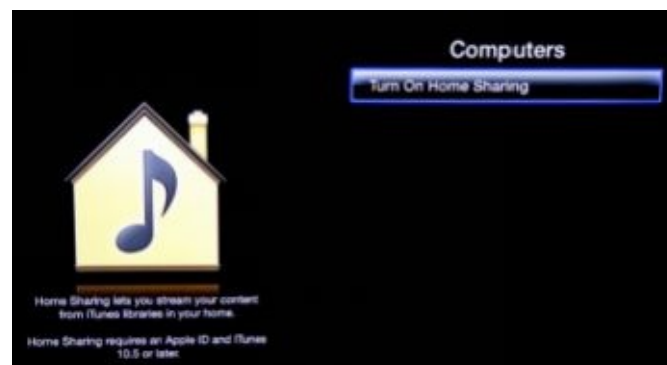 Computers
Turn On Home Sharing
Home Sharing lets you stream your content
from iTunes libraries in your home.
Home Sharing requires an Apple ID and iTunes
10.5 or later.